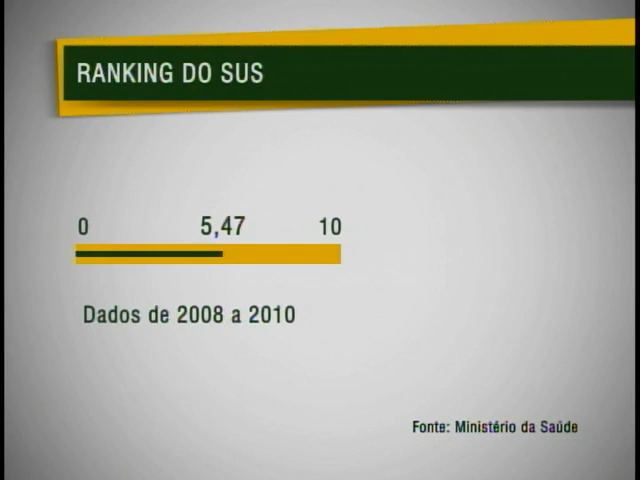 RANKING DO SUS
0 5,47 10
Dados de 2008 a 2010
Fonte: Ministério da Saúde